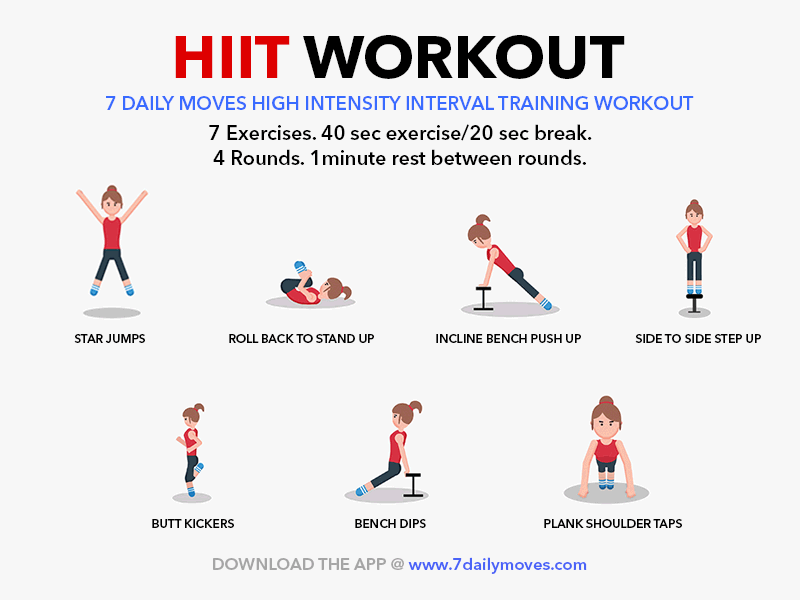 HIIT WORKOUT
7 DAILY MOVES HIGH INTENSITY INTERVAL TRAINING WORKOUT
7 Exercises. 40 sec exercise/20 sec break.
4 Rounds. 1minute rest between rounds.
STAR JUMPS
ROLL BACK TO STAND UP
INCLINE BENCH PUSH UP
SIDE TO SIDE STEP UP
BUTT KICKERS
BENCH DIPS
PLANK SHOULDER TAPS
DOWNLOAD THE APP @ www.7dailymoves.com